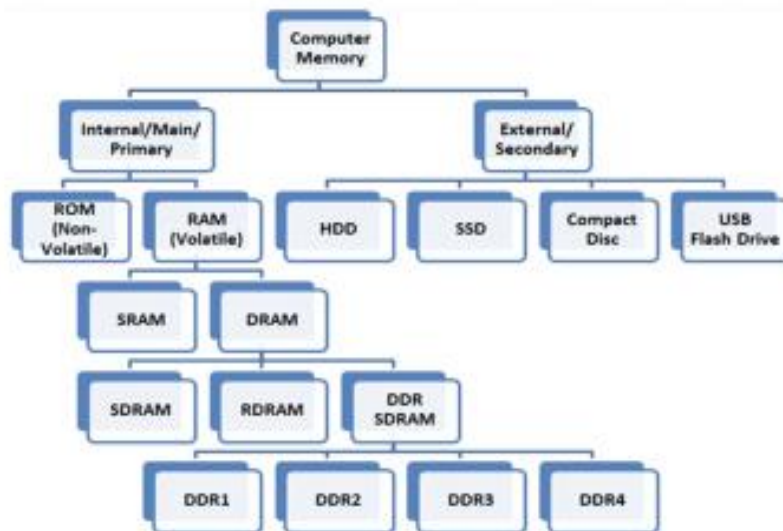 Computer
Memory
Internal/Main/
Primary
External/
Secondary
ROM
(Non-
Volatile)
RAM
(Volatile)
HDD
SSD
Compact
Disc
USB
Flash Drive
SRAM
DRAM
SDRAM
RDRAM
DDR
SDRAM
DDR1
DDR2
DDR3
DDR4